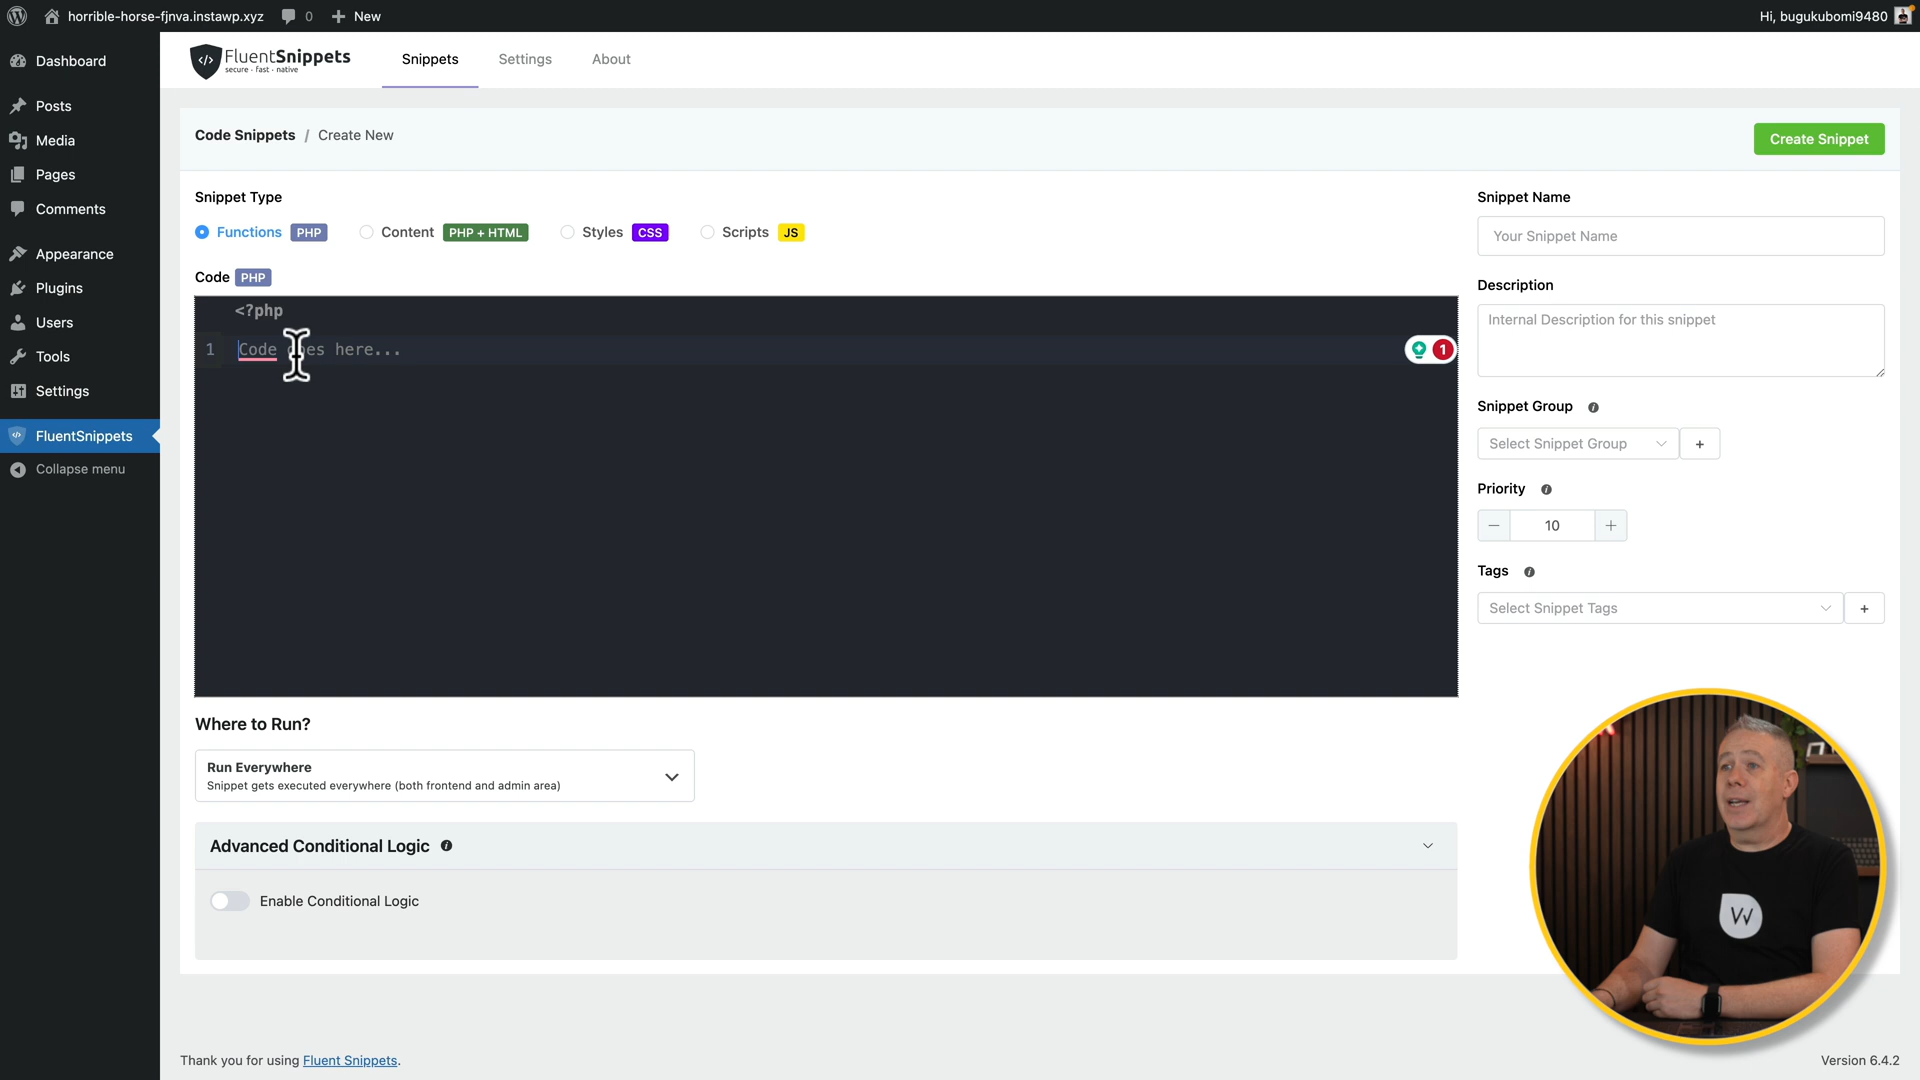 horrible-horse-fjnva.instawp.xyz 0 New Hi, bugukubomi9480
Dashboard
Posts
Media
Pages
Comments
Appearance
Plugins
Users
Tools
Settings
FluentSnippets
Collapse menu
FluentSnippets
secure - fast - native
Snippets Settings About
Code Snippets / Create New
Create Snippet
Snippet Type
Functions PHP Content PHP + HTML Styles CSS Scripts JS
Code PHP
<?php
1 Code goes here...
1
Where to Run?
Run Everywhere
Snippet gets executed everywhere (both frontend and admin area)
Advanced Conditional Logic
Enable Conditional Logic
Snippet Name
Your Snippet Name
Description
Internal Description for this snippet
Snippet Group
Select Snippet Group +
Priority
10
Tags
Select Snippet Tags +
W
Thank you for using Fluent Snippets.
Version 6.4.2